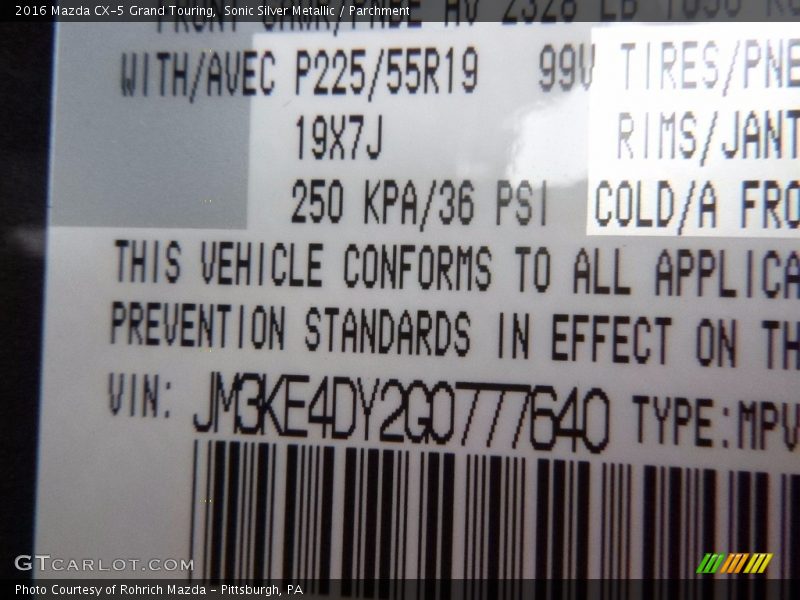 2016 Mazda CX-5 Grand Touring, Sonic Silver Metallic / Parchment
2328 LB
WITH/AVEC P225/55R19 99V TIRES/PNE
19X7J RIMS/JANT
250 KPA/36 PSI COLD/A FRO
THIS VEHICLE CONFORMS TO ALL APPLICA
PREVENTION STANDARDS IN EFFECT ON TH
VIN: JM3KE4DY2G0777640 TYPE:MPV
GTCARLOT.COM
Photo Courtesy of Rohrich Mazda - Pittsburgh, PA